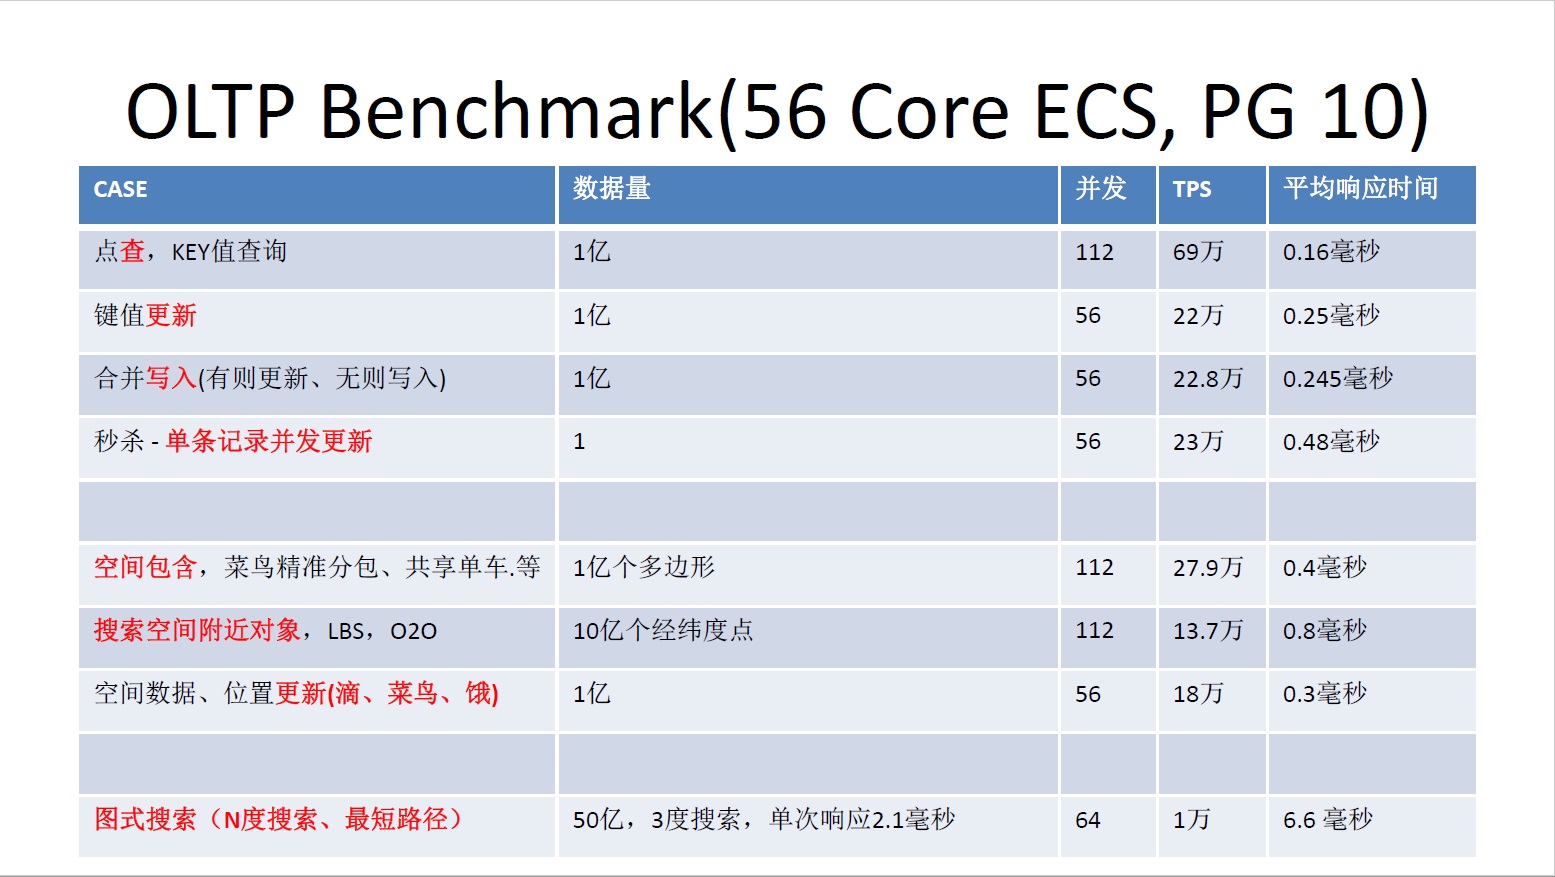 OLTP Benchmark(56 Core ECS, PG 10)
CASE 数据量 并发 TPS 平均响应时间
点查，KEY值查询 1亿 112 69万 0.16毫秒
键值更新 1亿 56 22万 0.25毫秒
合并写入(有则更新、无则写入) 1亿 56 22.8万 0.245毫秒
秒杀 - 单条记录并发更新 1 56 23万 0.48毫秒
空间包含，菜鸟精准分包、共享单车.等 1亿个多边形 112 27.9万 0.4毫秒
搜索空间附近对象，LBS，O2O 10亿个经纬度点 112 13.7万 0.8毫秒
空间数据、位置更新(滴、菜鸟、饿) 1亿 56 18万 0.3毫秒
图式搜索（N度搜索、最短路径） 50亿，3度搜索，单次响应2.1毫秒 64 1万 6.6 毫秒